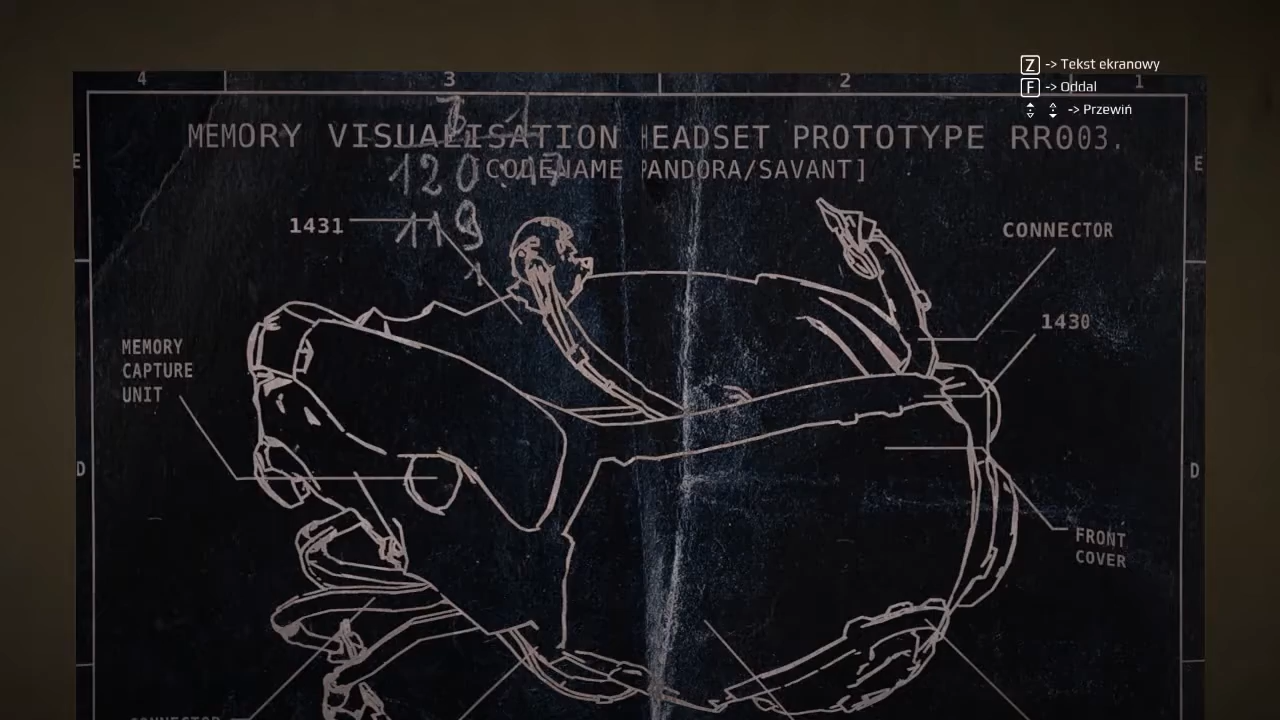 Z -> Tekst ekranowy
F -> Oddal
-> Przewiń
4 3 2 1
MEMORY VISUALISATION HEADSET PROTOTYPE RR003.
[CODENAME PANDORA/SAVANT]
E E
120
119
1431
CONNECTOR
1430
MEMORY
CAPTURE
UNIT
D D
FRONT
COVER
CONNECTOR